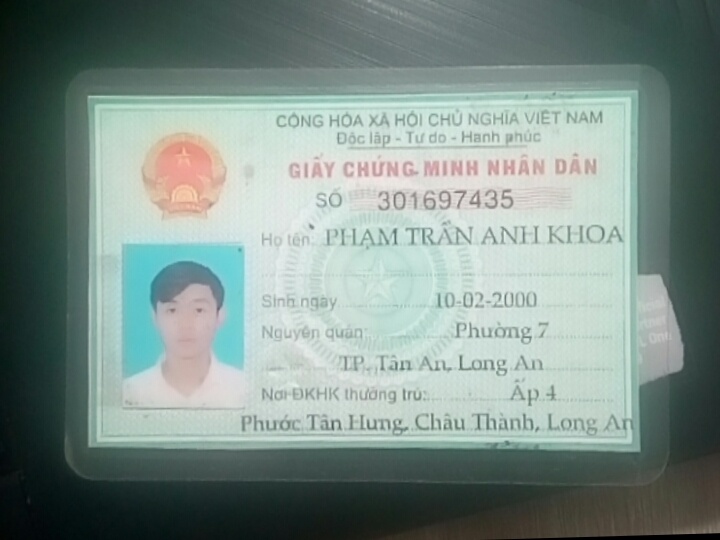 CỘNG HÒA XÃ HỘI CHỦ NGHĨA VIỆT NAM
Độc lập - Tự do - Hạnh phúc
GIẤY CHỨNG MINH NHÂN DÂN
SỐ 301697435
Họ tên: PHẠM TRẦN ANH KHOA
Sinh ngày 10-02-2000
Nguyên quán: Phường 7
TP. Tân An, Long An
Nơi ĐKHK thường trú: Ấp 4
Phước Tân Hưng, Châu Thành, Long An